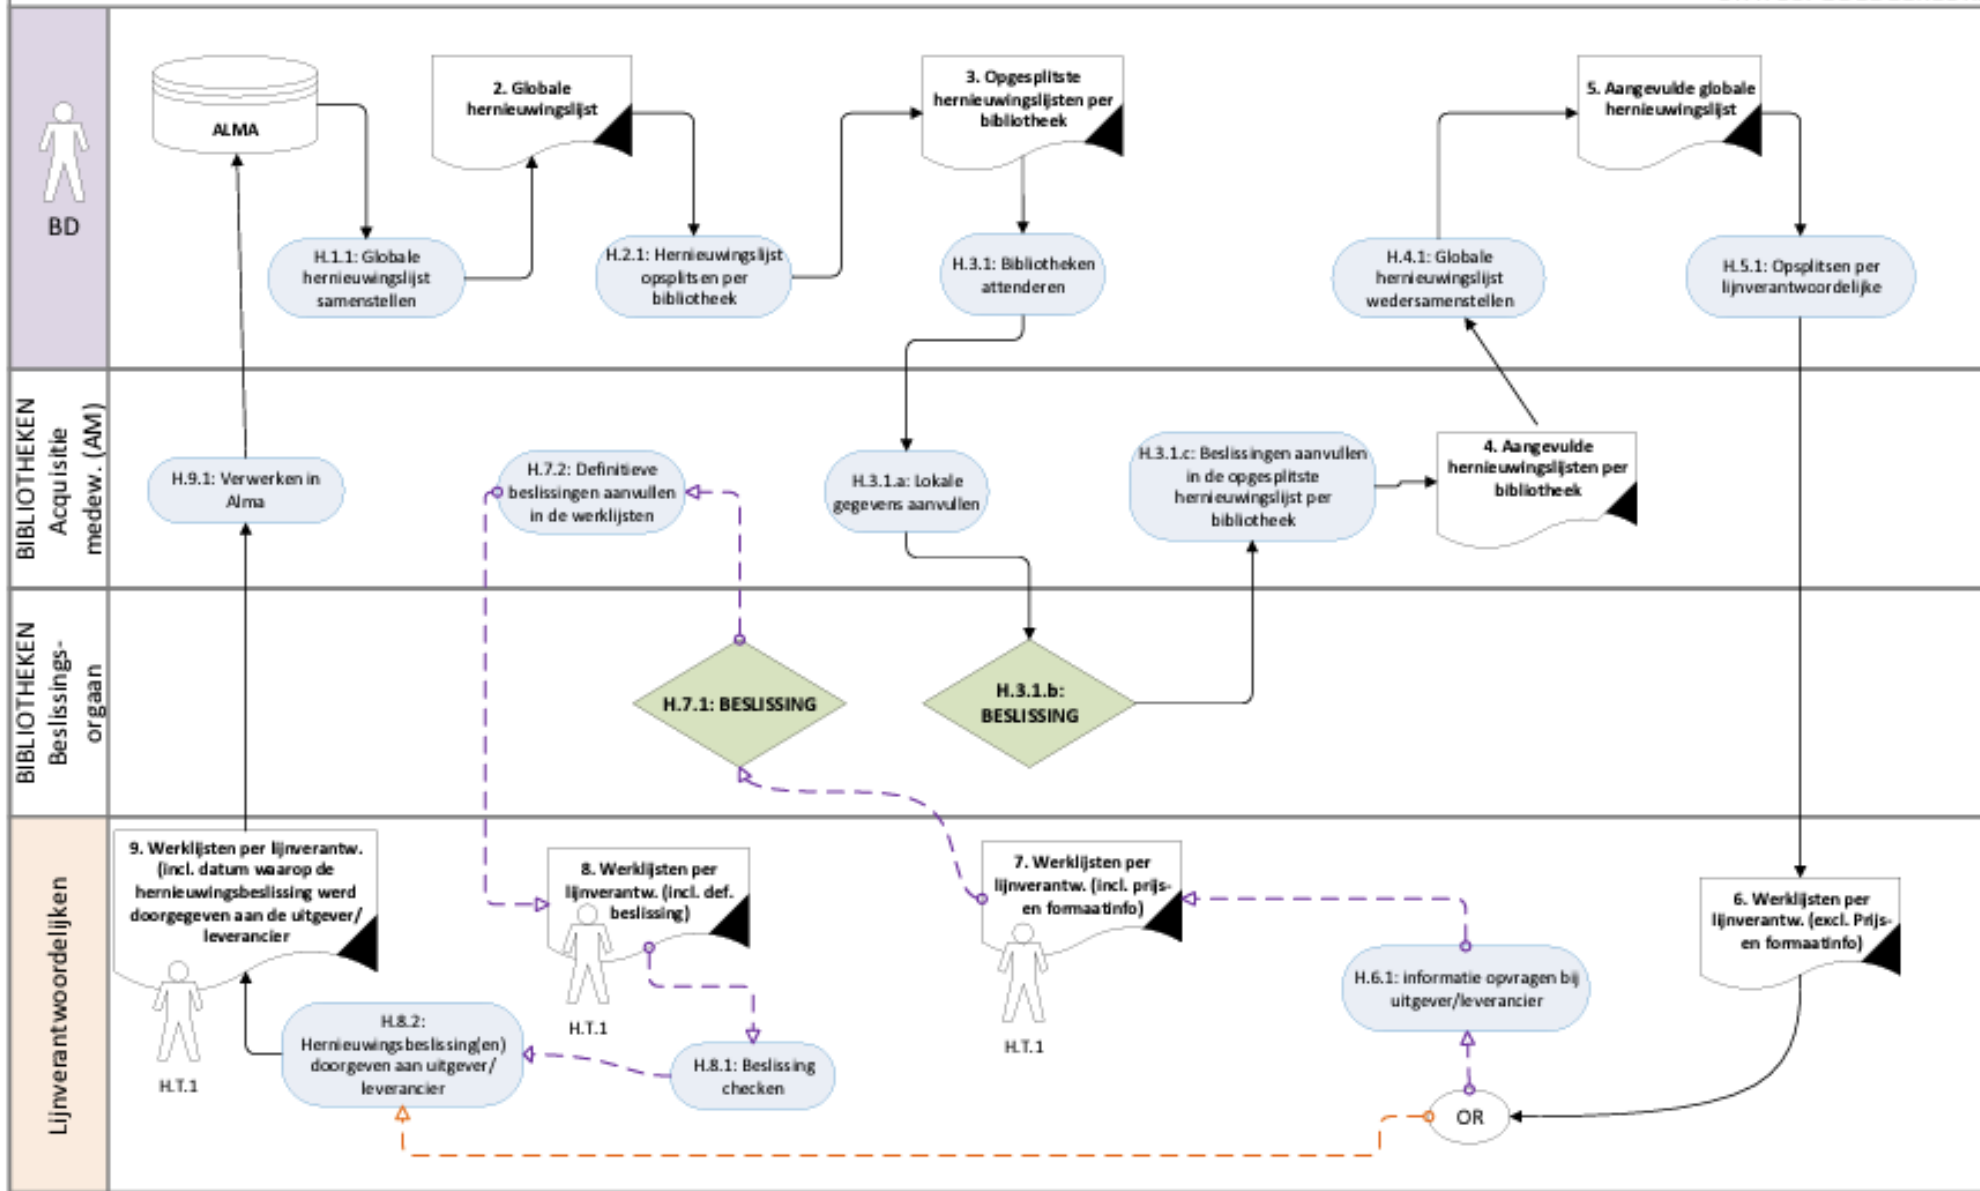 BD
ALMA
2. Globale
hernieuwingslijst
3. Opgesplitste
hernieuwingslijsten per
bibliotheek
5. Aangevulde globale
hernieuwingslijst
H.1.1: Globale
hernieuwingslijst
samenstellen
H.2.1: Hernieuwingslijst
opsplitsen per
bibliotheek
H.3.1: Bibliotheken
attenderen
H.4.1: Globale
hernieuwingslijst
wedersamenstellen
H.5.1: Opsplitsen per
lijnverantwoordelijke
BIBLIOTHEKEN
Acquisitie
medew. (AM)
H.9.1: Verwerken in
Alma
H.7.2: Definitieve
beslissingen aanvullen
in de werklijsten
H.3.1.a: Lokale
gegevens aanvullen
H.3.1.c: Beslissingen aanvullen
in de opgesplitste
hernieuwingslijst per
bibliotheek
4. Aangevulde
hernieuwingslijsten per
bibliotheek
BIBLIOTHEKEN
Beslissings-
orgaan
H.7.1: BESLISSING
H.3.1.b:
BESLISSING
Lijnverantwoordelijken
9. Werklijsten per lijnverantw.
(incl. datum waarop de
hernieuwingsbeslissing werd
doorgegeven aan de uitgever/
leverancier
H.T.1
8. Werklijsten per
lijnverantw. (incl. def.
beslissing)
H.T.1
7. Werklijsten per
lijnverantw. (incl. prijs-
en formaatinfo)
H.T.1
6. Werklijsten per
lijnverantw. (excl. Prijs-
en formaatinfo)
H.6.1: informatie opvragen bij
uitgever/leverancier
H.8.2:
Hernieuwingsbeslissing(en)
doorgeven aan uitgever/
leverancier
H.8.1: Beslissing
checken
OR